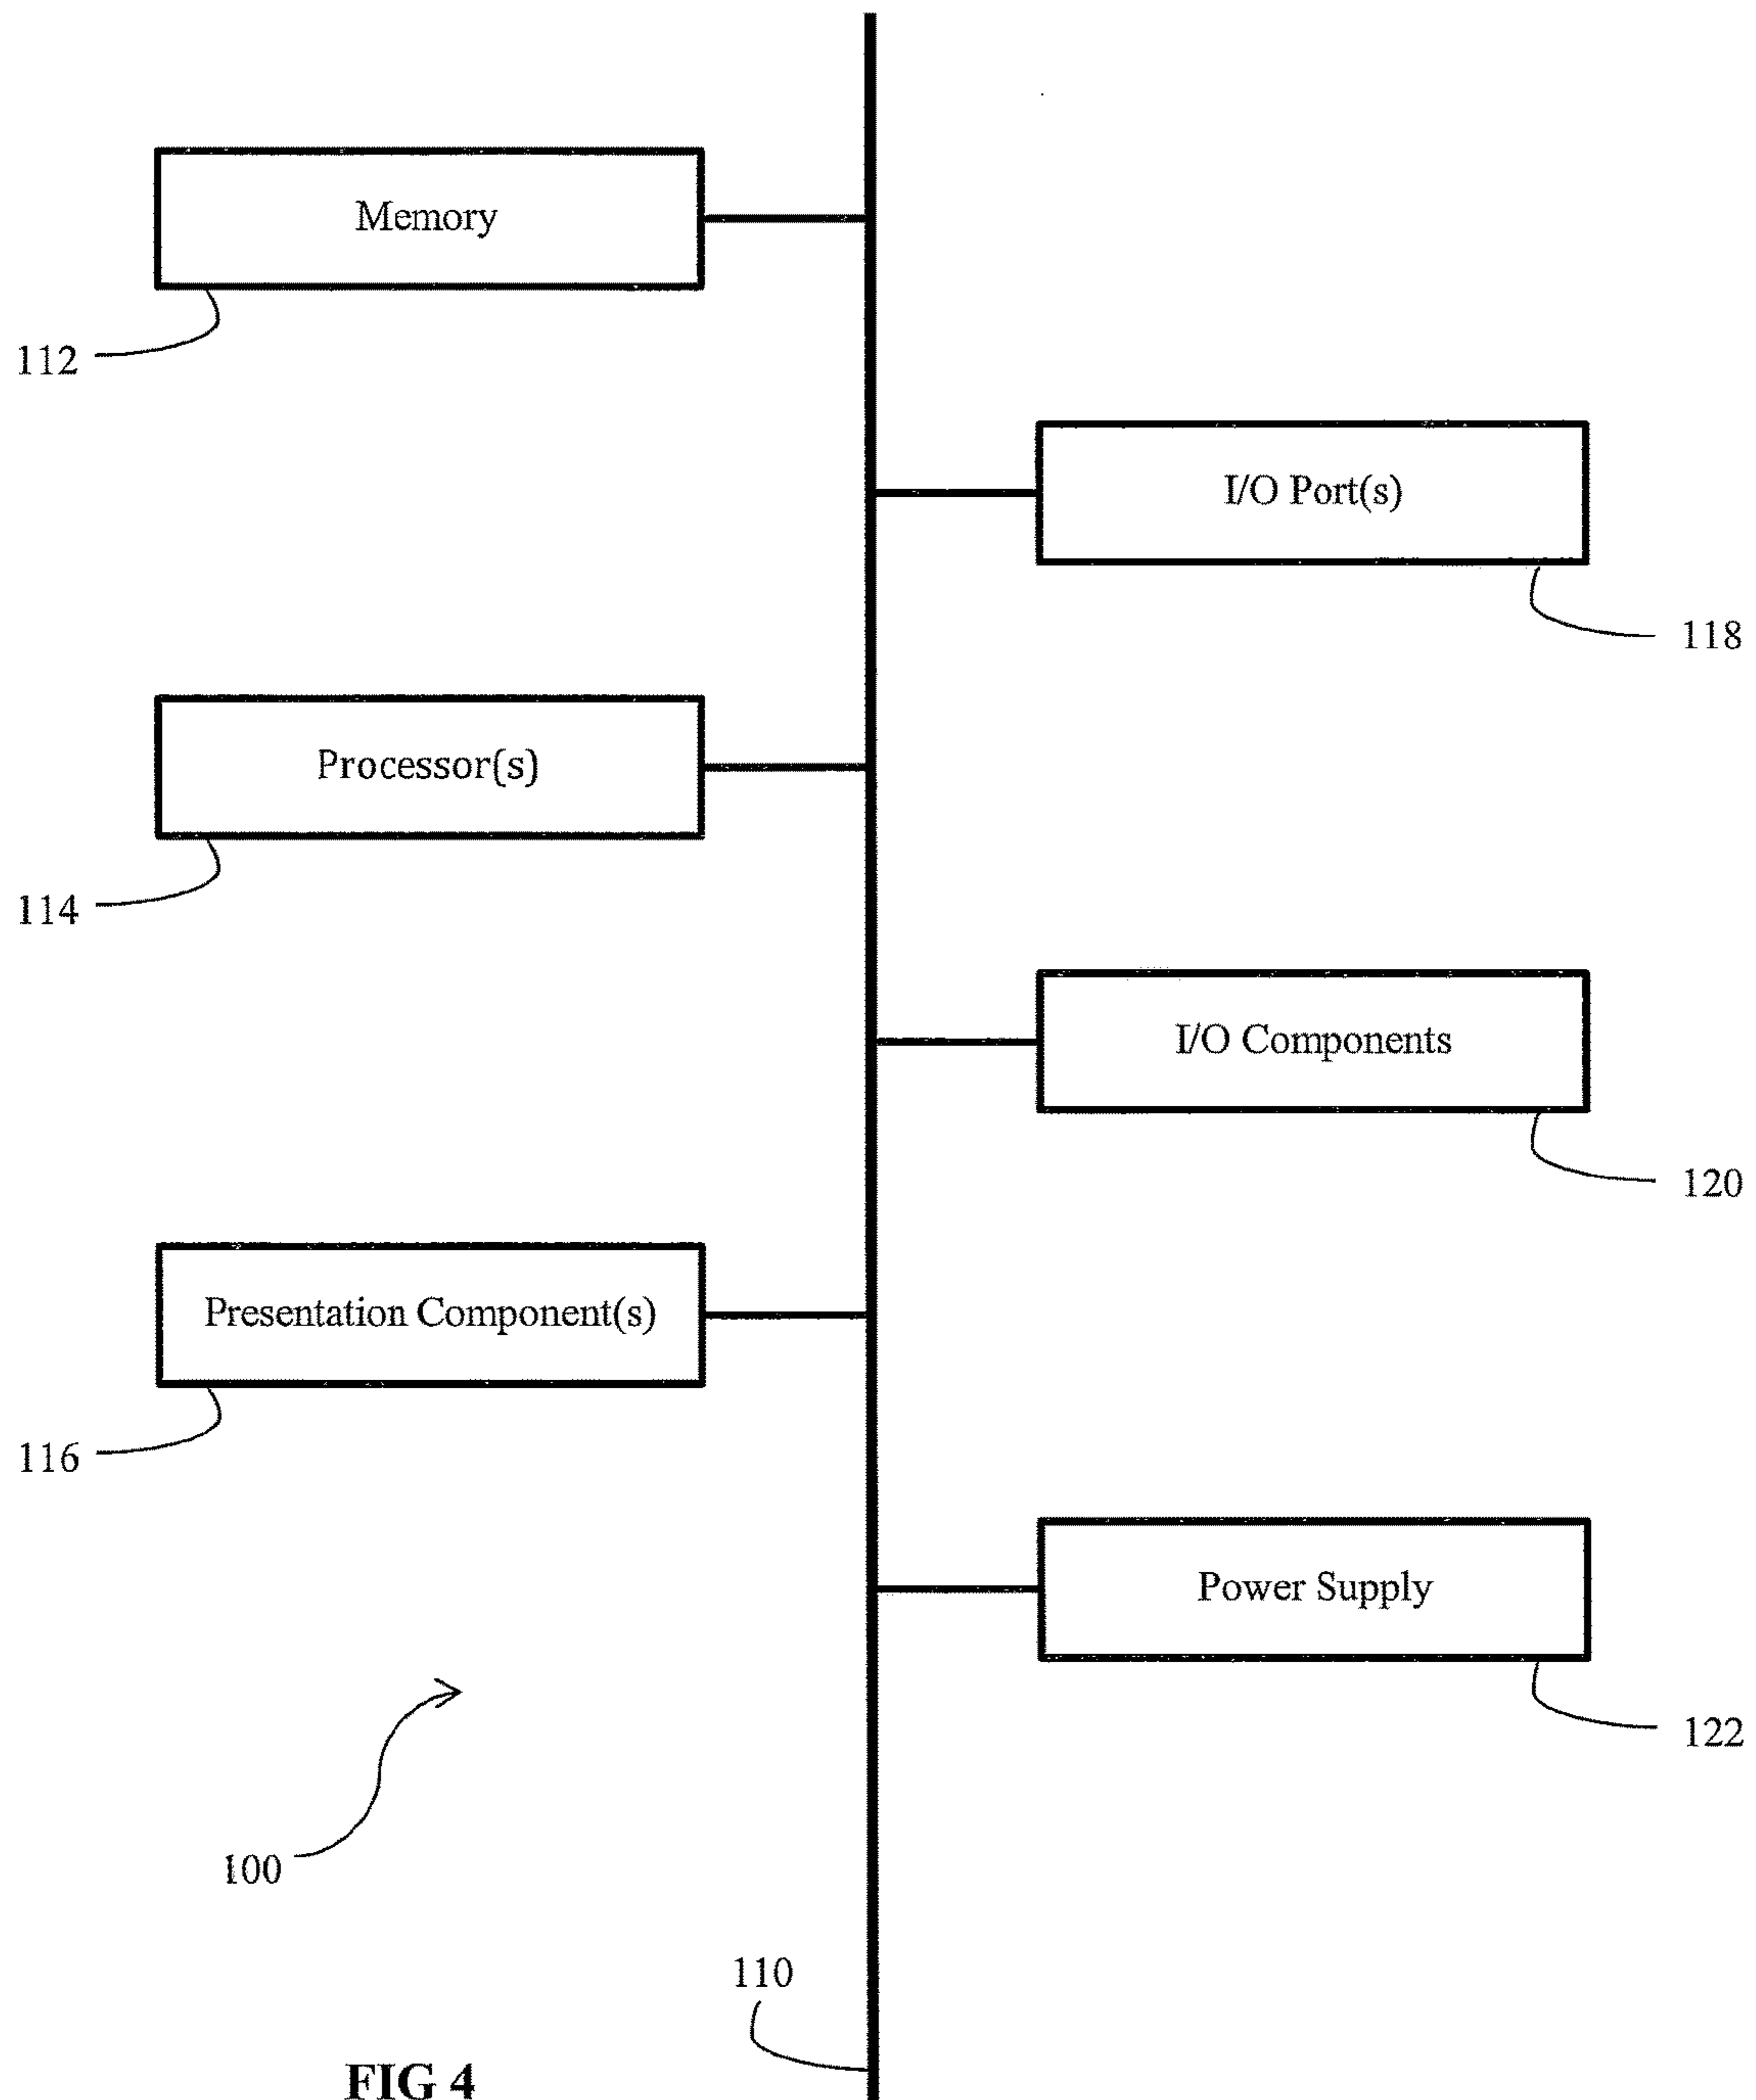 Memory
112
I/O Port(s)
118
Processor(s)
114
I/O Components
120
Presentation Component(s)
116
Power Supply
122
100
110
FIG 4